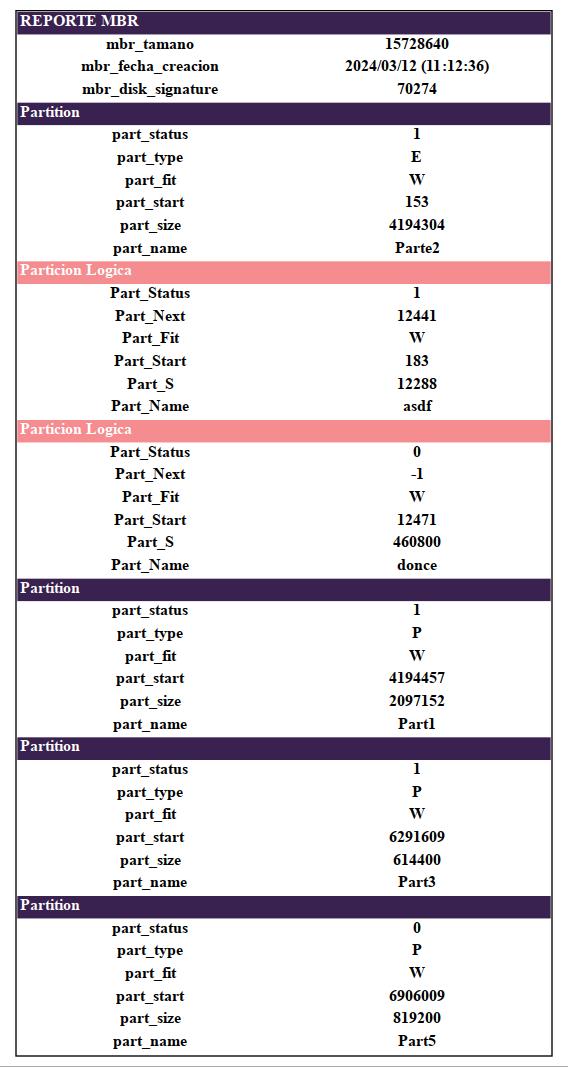 REPORTE MBR
mbr_tamano 15728640
mbr_fecha_creacion 2024/03/12 (11:12:36)
mbr_disk_signature 70274
Partition
part_status 1
part_type E
part_fit W
part_start 153
part_size 4194304
part_name Parte2
Particion Logica
Part_Status 1
Part_Next 12441
Part_Fit W
Part_Start 183
Part_S 12288
Part_Name asdf
Particion Logica
Part_Status 0
Part_Next -1
Part_Fit W
Part_Start 12471
Part_S 460800
Part_Name donce
Partition
part_status 1
part_type P
part_fit W
part_start 4194457
part_size 2097152
part_name Part1
Partition
part_status 1
part_type P
part_fit W
part_start 6291609
part_size 614400
part_name Part3
Partition
part_status 0
part_type P
part_fit W
part_start 6906009
part_size 819200
part_name Part5